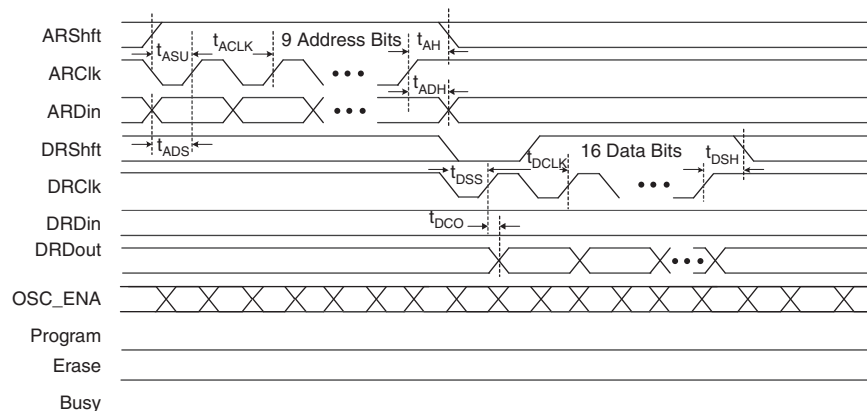 ARShft
tASU
tACLK
9 Address Bits
tAH
ARClk
tADH
ARDin
tADS
DRShft
tDCLK
16 Data Bits
tDSH
tDSS
DRClk
DRDin
tDCO
DRDout
OSC_ENA
Program
Erase
Busy